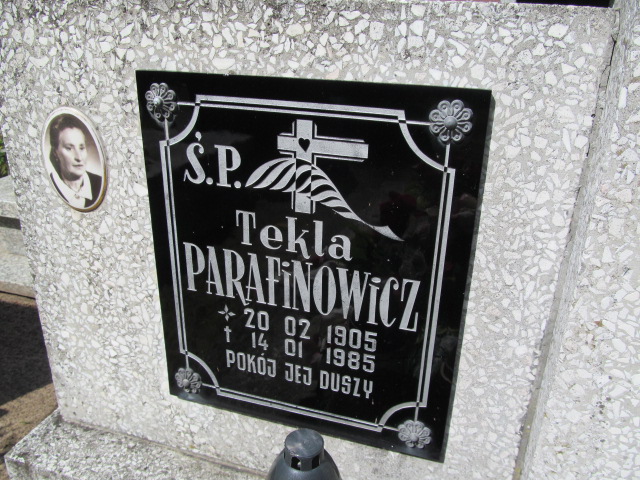 Ś.P.
Tekla
PARAFiNOWicZ
20 02 1905
† 14 01 1985
POKÓJ JEJ DUSZY